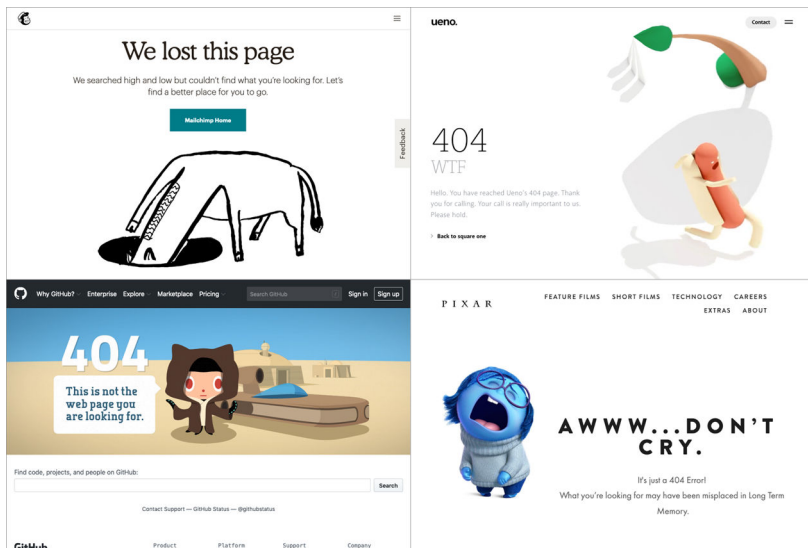 We lost this page
We searched high and low but couldn't find what you're looking for. Let's
find a better place for you to go.
Mailchimp Home
Feedback
ueno.
Contact
404
WTF
Hello. You have reached Ueno's 404 page. Thank
you for calling. Your call is really important to us.
Please hold.
Back to square one
Why GitHub? Enterprise Explore Marketplace Pricing Search GitHub / Sign in Sign up
404
This is not the
web page you
are looking for.
Find code, projects, and people on GitHub:
Search
Contact Support — GitHub Status — @githubstatus
GitHub Product Platform Support Company
PIXAR
FEATURE FILMS SHORT FILMS TECHNOLOGY CAREERS
EXTRAS ABOUT
AWWW...DON'T
CRY.
It's just a 404 Error!
What you're looking for may have been misplaced in Long Term
Memory.